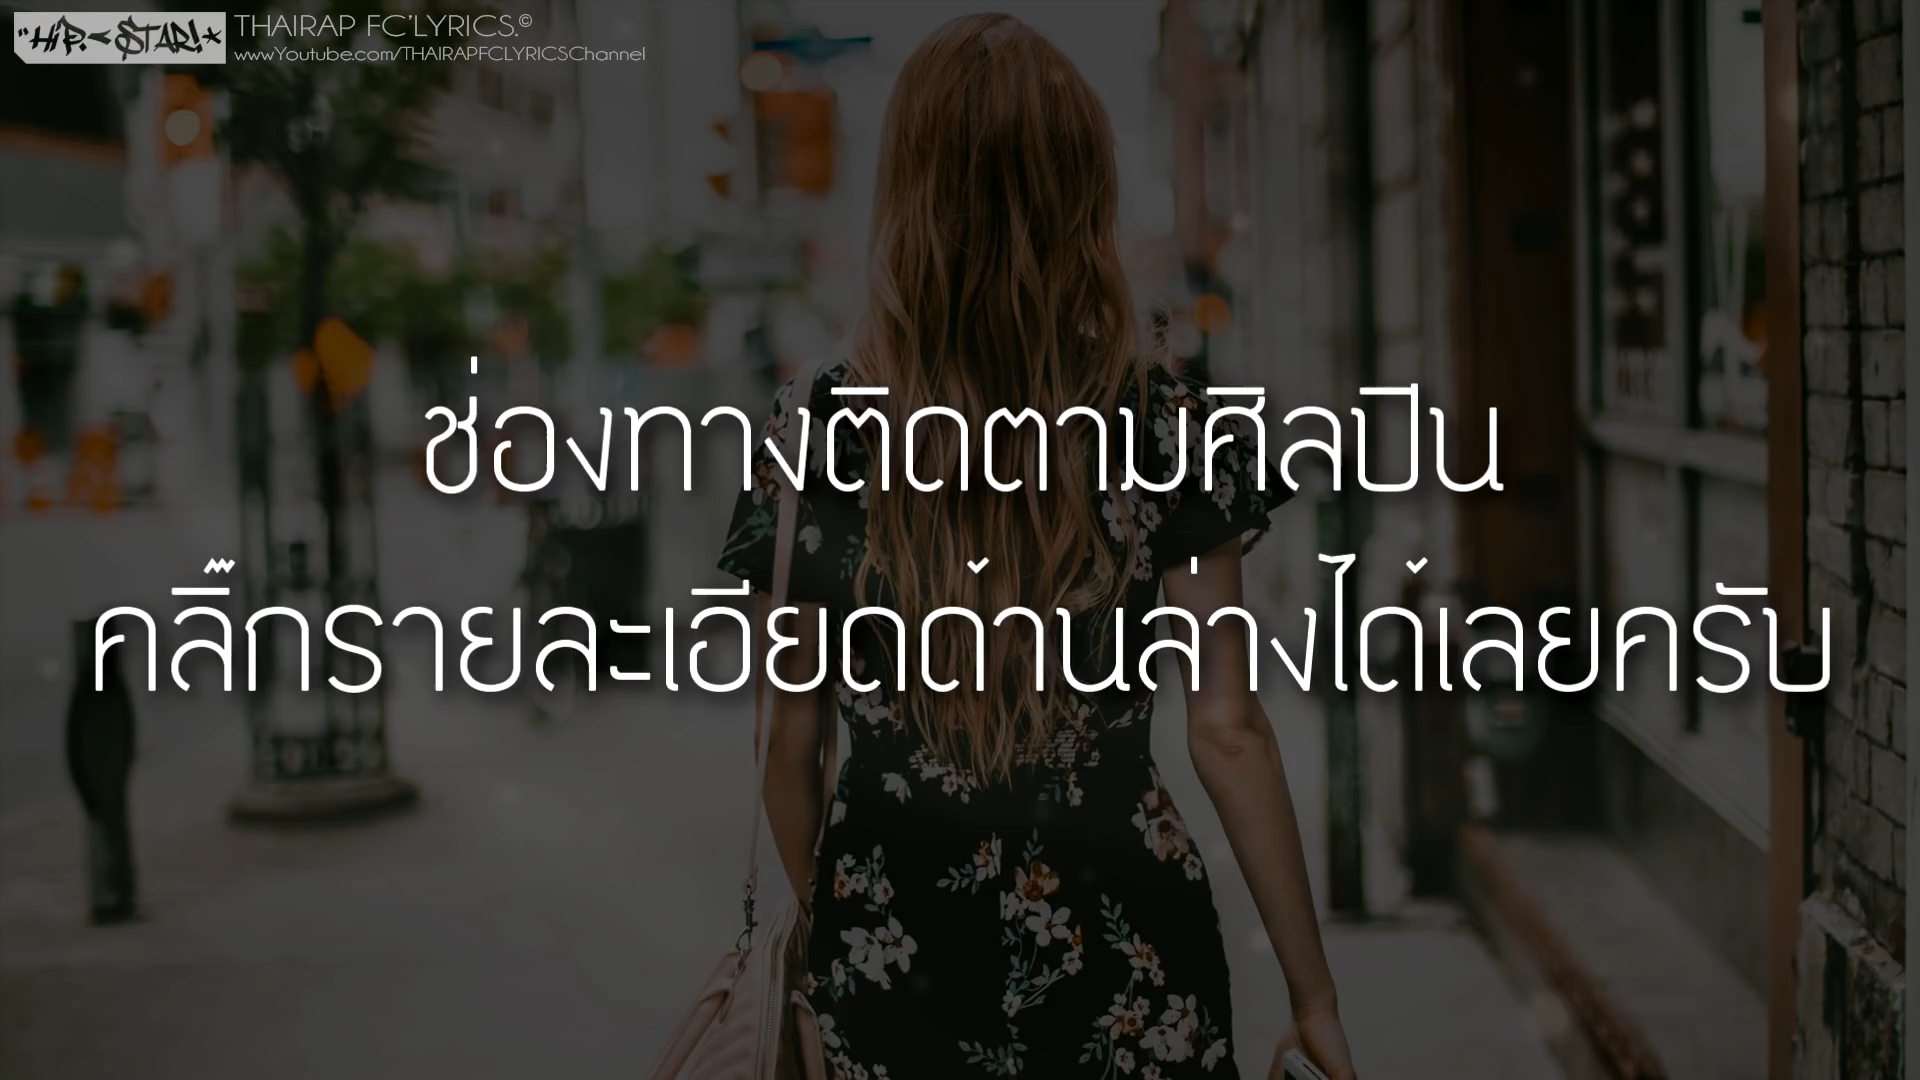 "HIP-STAR!*
THAIRAP FC'LYRICS.©
www.Youtube.com/THAIRAPFCLYRICSChannel
ช่องทางติดตามศิลปิน
คลิ๊กรายละเอียดด้านล่างได้เลยครับ